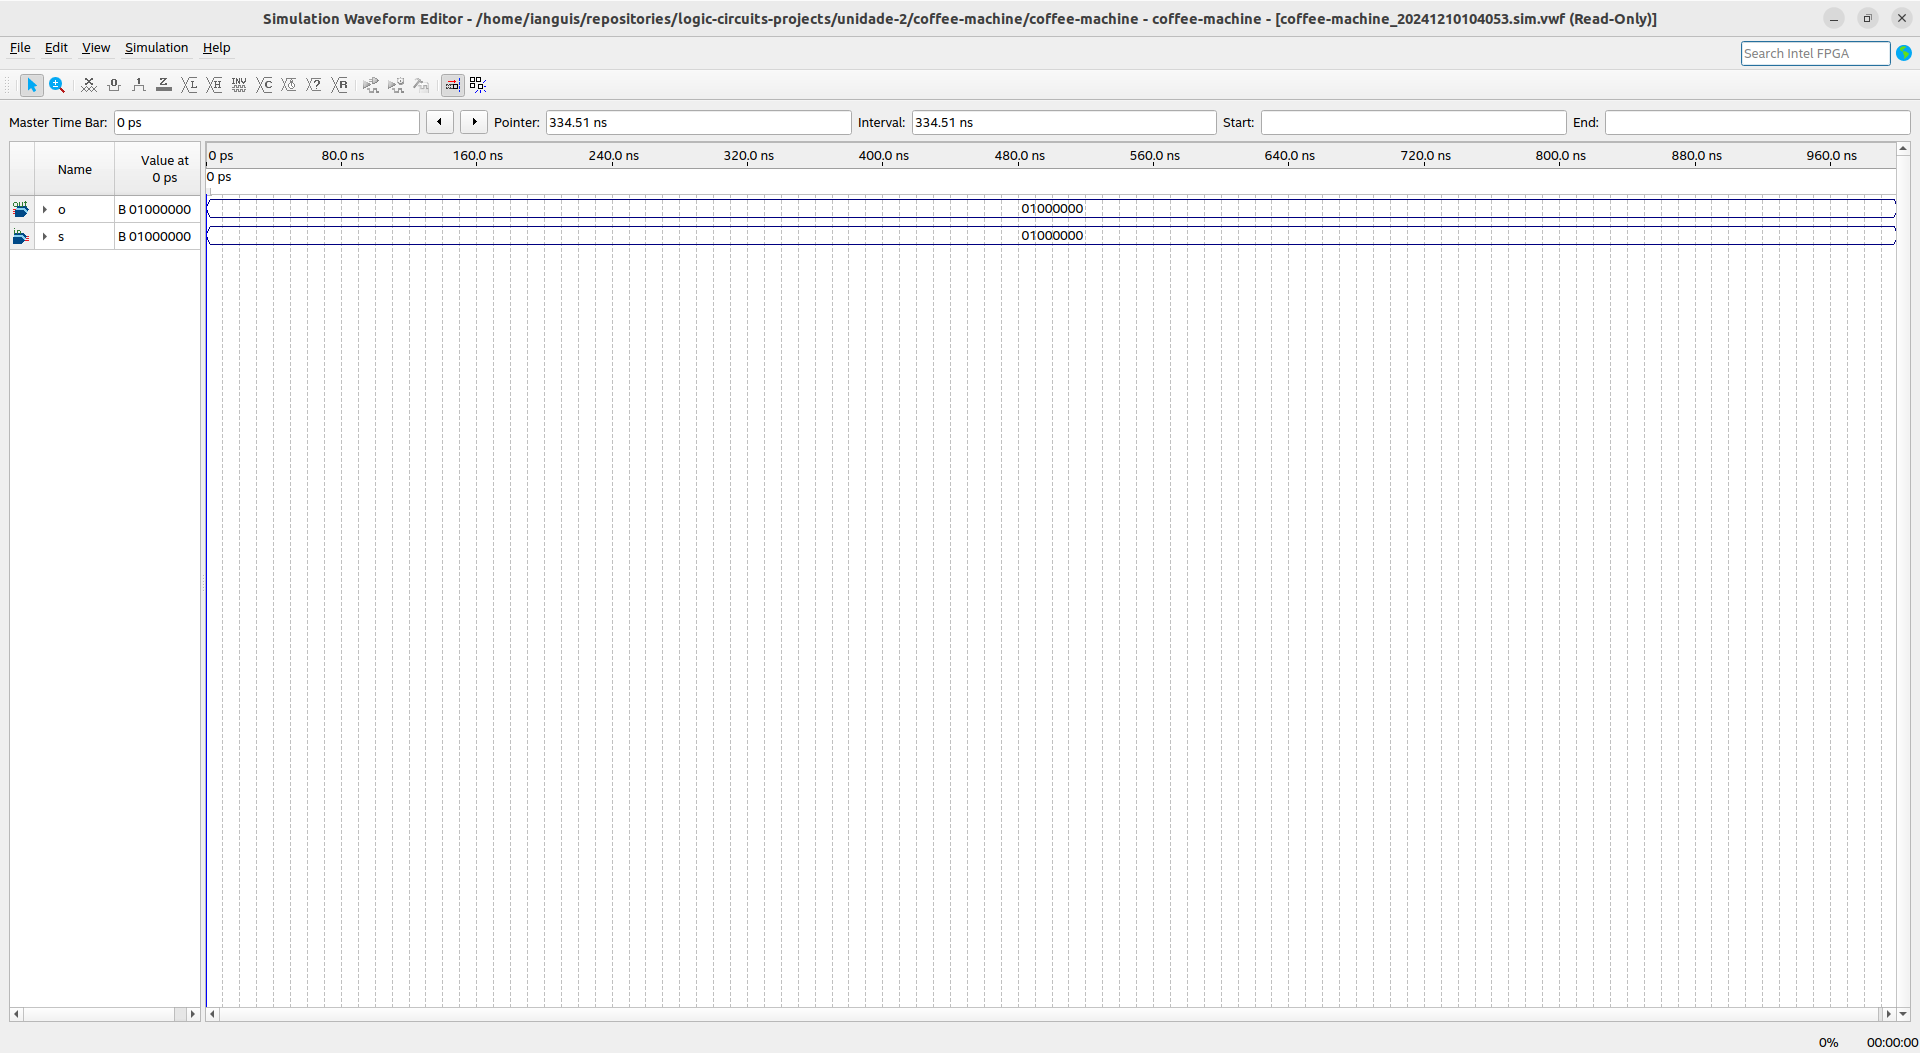 Simulation Waveform Editor - /home/ianguis/repositories/logic-circuits-projects/unidade-2/coffee-machine/coffee-machine - coffee-machine - [coffee-machine_20241210104053.sim.vwf (Read-Only)]
File Edit View Simulation Help
Search Intel FPGA
Master Time Bar: 0 ps Pointer: 334.51 ns Interval: 334.51 ns Start: End:
Name Value at 0 ps
0 ps 80.0 ns 160.0 ns 240.0 ns 320.0 ns 400.0 ns 480.0 ns 560.0 ns 640.0 ns 720.0 ns 800.0 ns 880.0 ns 960.0 ns
0 ps
o B 01000000 01000000
s B 01000000 01000000
0% 00:00:00